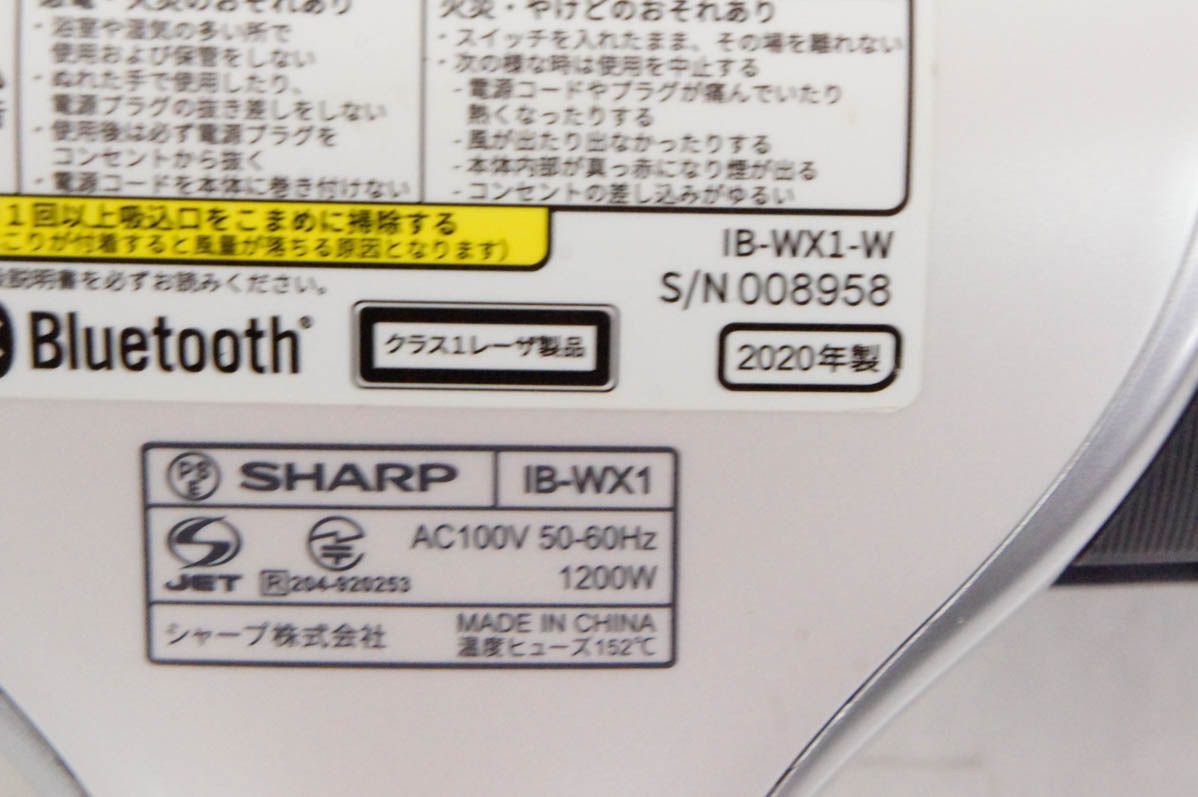 感電・火災のおそれあり
・浴室や湿気の多い所で
使用および保管をしない
・ぬれた手で使用したり、
電源プラグの抜き差しをしない
・使用後は必ず電源プラグを
コンセントから抜く
・電源コードを本体に巻き付けない
火災・やけどのおそれあり
・スイッチを入れたまま、その場を離れない
・次の様な時は使用を中止する
- 電源コードやプラグが痛んでいたり
熱くなったりする
- 風が出たり出なかったりする
- 本体内部が真っ赤になり煙が出る
- コンセントの差し込みがゆるい
1回以上吸込口をこまめに掃除する
こりが付着すると風量が落ちる原因となります)
説明書を必ずお読みください。
IB-WX1-W
S/N 008958
Bluetooth®
クラス1レーザ製品
2020年製
PSE SHARP IB-WX1
AC100V 50-60Hz
JET R 204-920253 1200W
シャープ株式会社 MADE IN CHINA
温度ヒューズ152℃